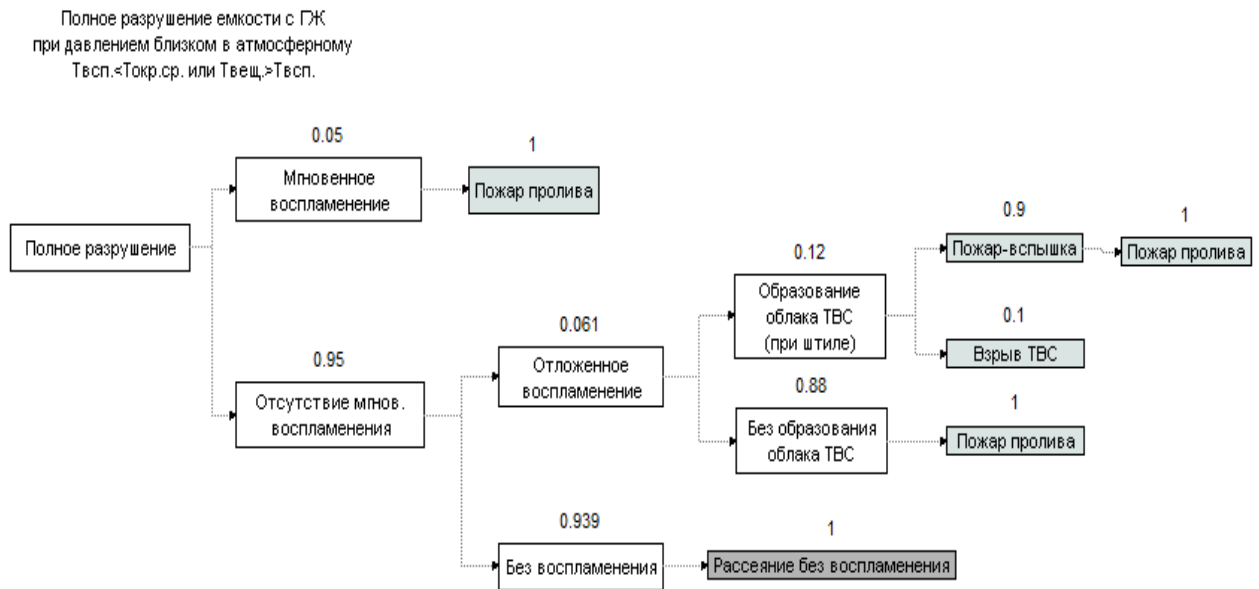 Полное разрушение емкости с ГЖ
при давлением близком в атмосферному
Твсп.<Токр.ср. или Твещ.>Твсп.
0.05
Мгновенное
воспламенение
1
Пожар пролива
Полное разрушение
0.95
Отсутствие мгнов.
воспламенения
0.061
Отложенное
воспламенение
0.12
Образование
облака ТВС
(при штиле)
0.9
Пожар-вспышка
1
Пожар пролива
0.1
Взрыв ТВС
0.88
Без образования
облака ТВС
1
Пожар пролива
0.939
Без воспламенения
1
Рассеяние без воспламенения